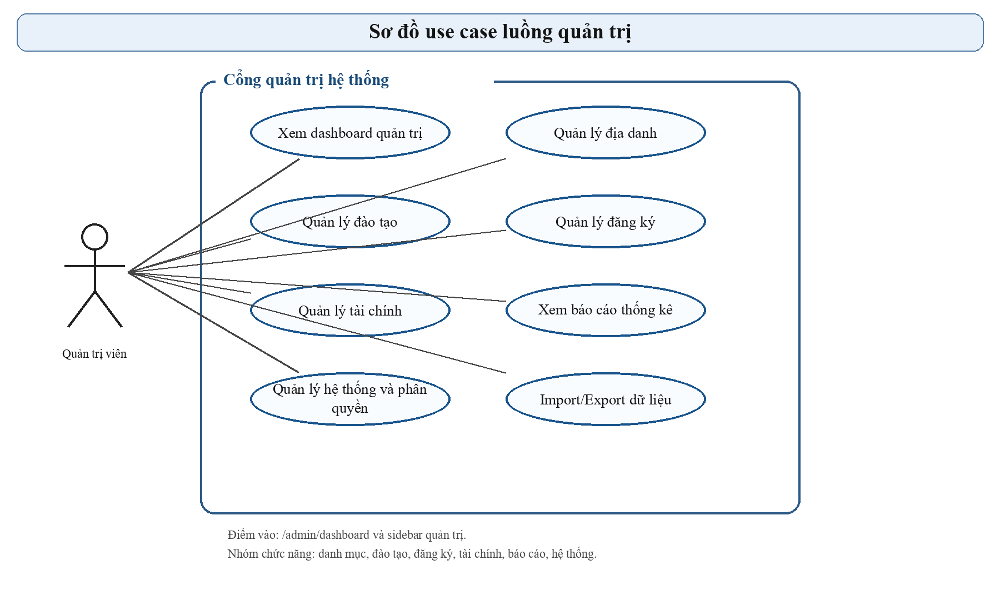 Sơ đồ use case luồng quản trị
Cổng quản trị hệ thống
Xem dashboard quản trị
Quản lý địa danh
Quản lý đào tạo
Quản lý đăng ký
Quản lý tài chính
Xem báo cáo thống kê
Quản trị viên
Quản lý hệ thống và phân
quyền
Import/Export dữ liệu
Điểm vào: /admin/dashboard và sidebar quản trị.
Nhóm chức năng: danh mục, đào tạo, đăng ký, tài chính, báo cáo, hệ thống.